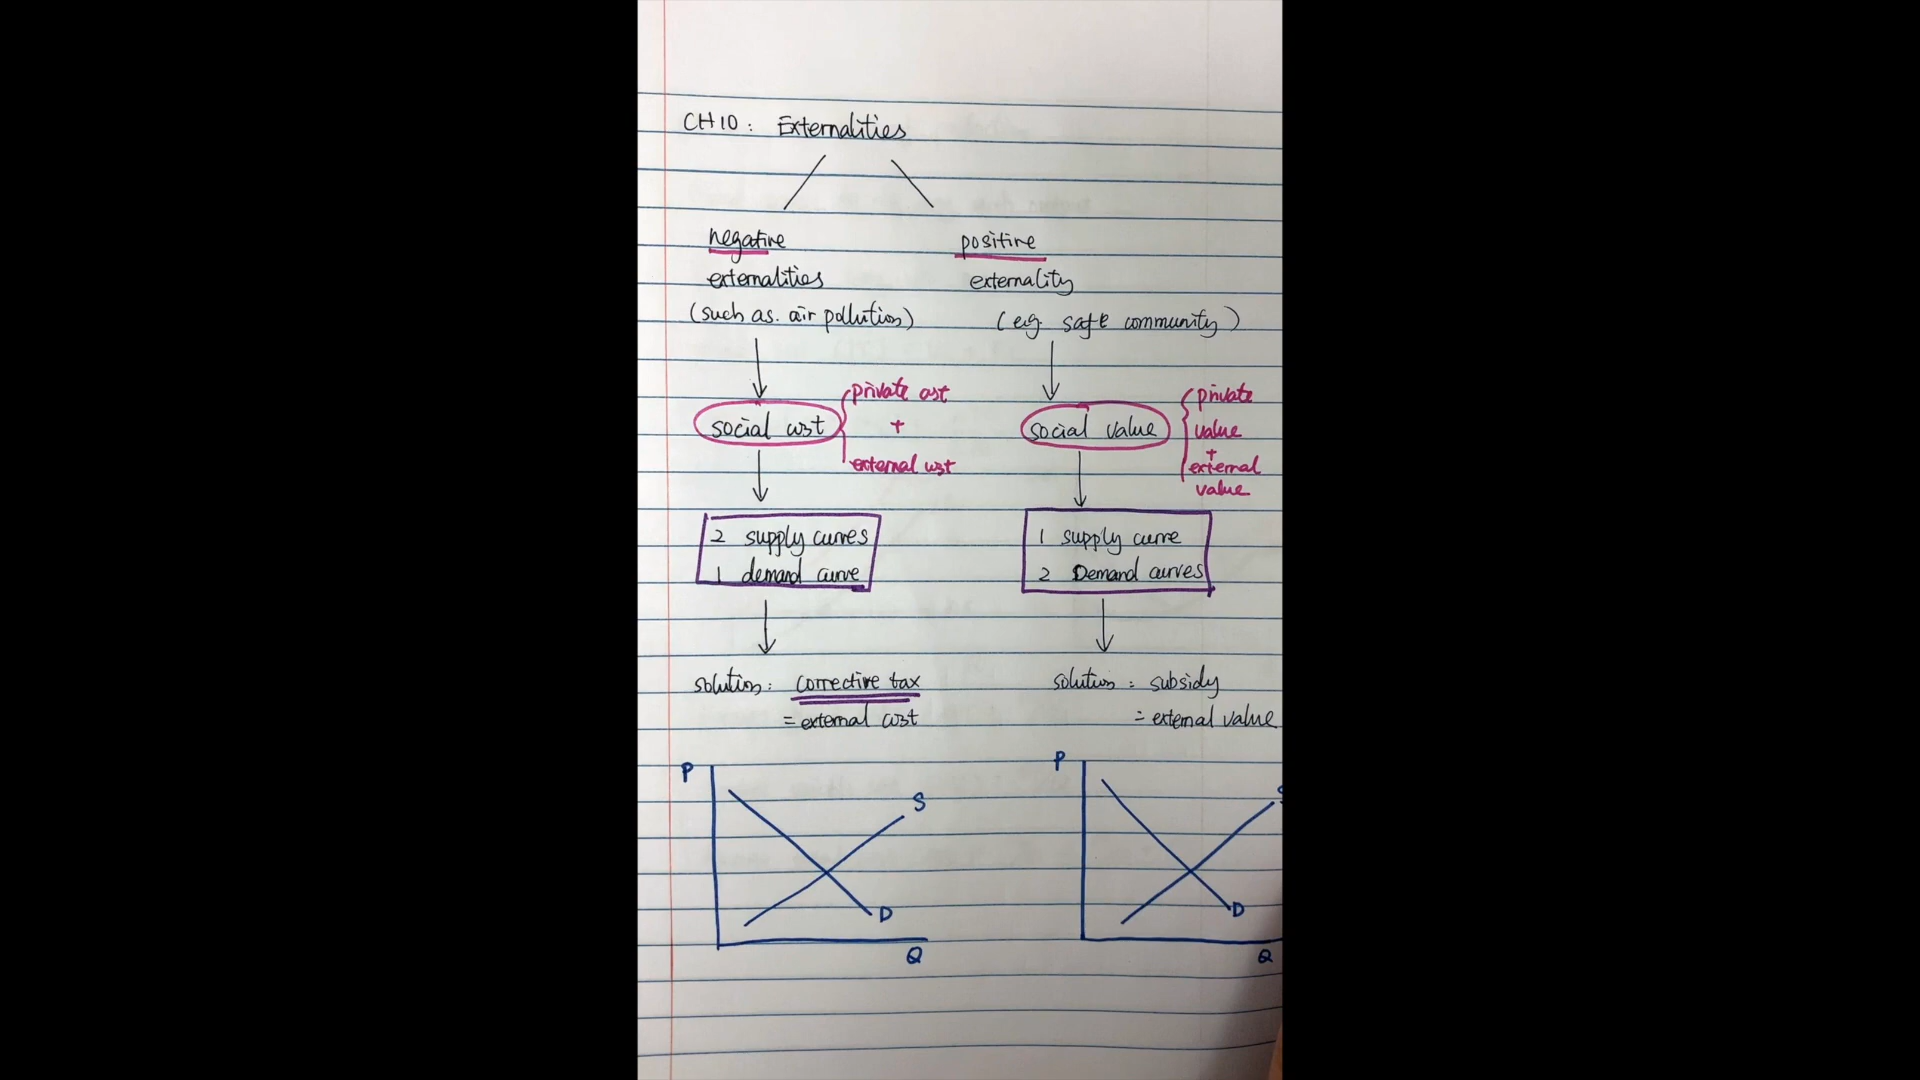 CH10: Externalities
negative
externalities
(such as. air pollution)
social cost
private cost
+
external cost
2 supply curves
1 demand curve
solution: corrective tax
= external cost
P
S
D
Q
positive
externality
(e.g. safe community)
social value
private
value
+
external
value
1 supply curve
2 Demand curves
solution: subsidy
= external value
P
D
Q